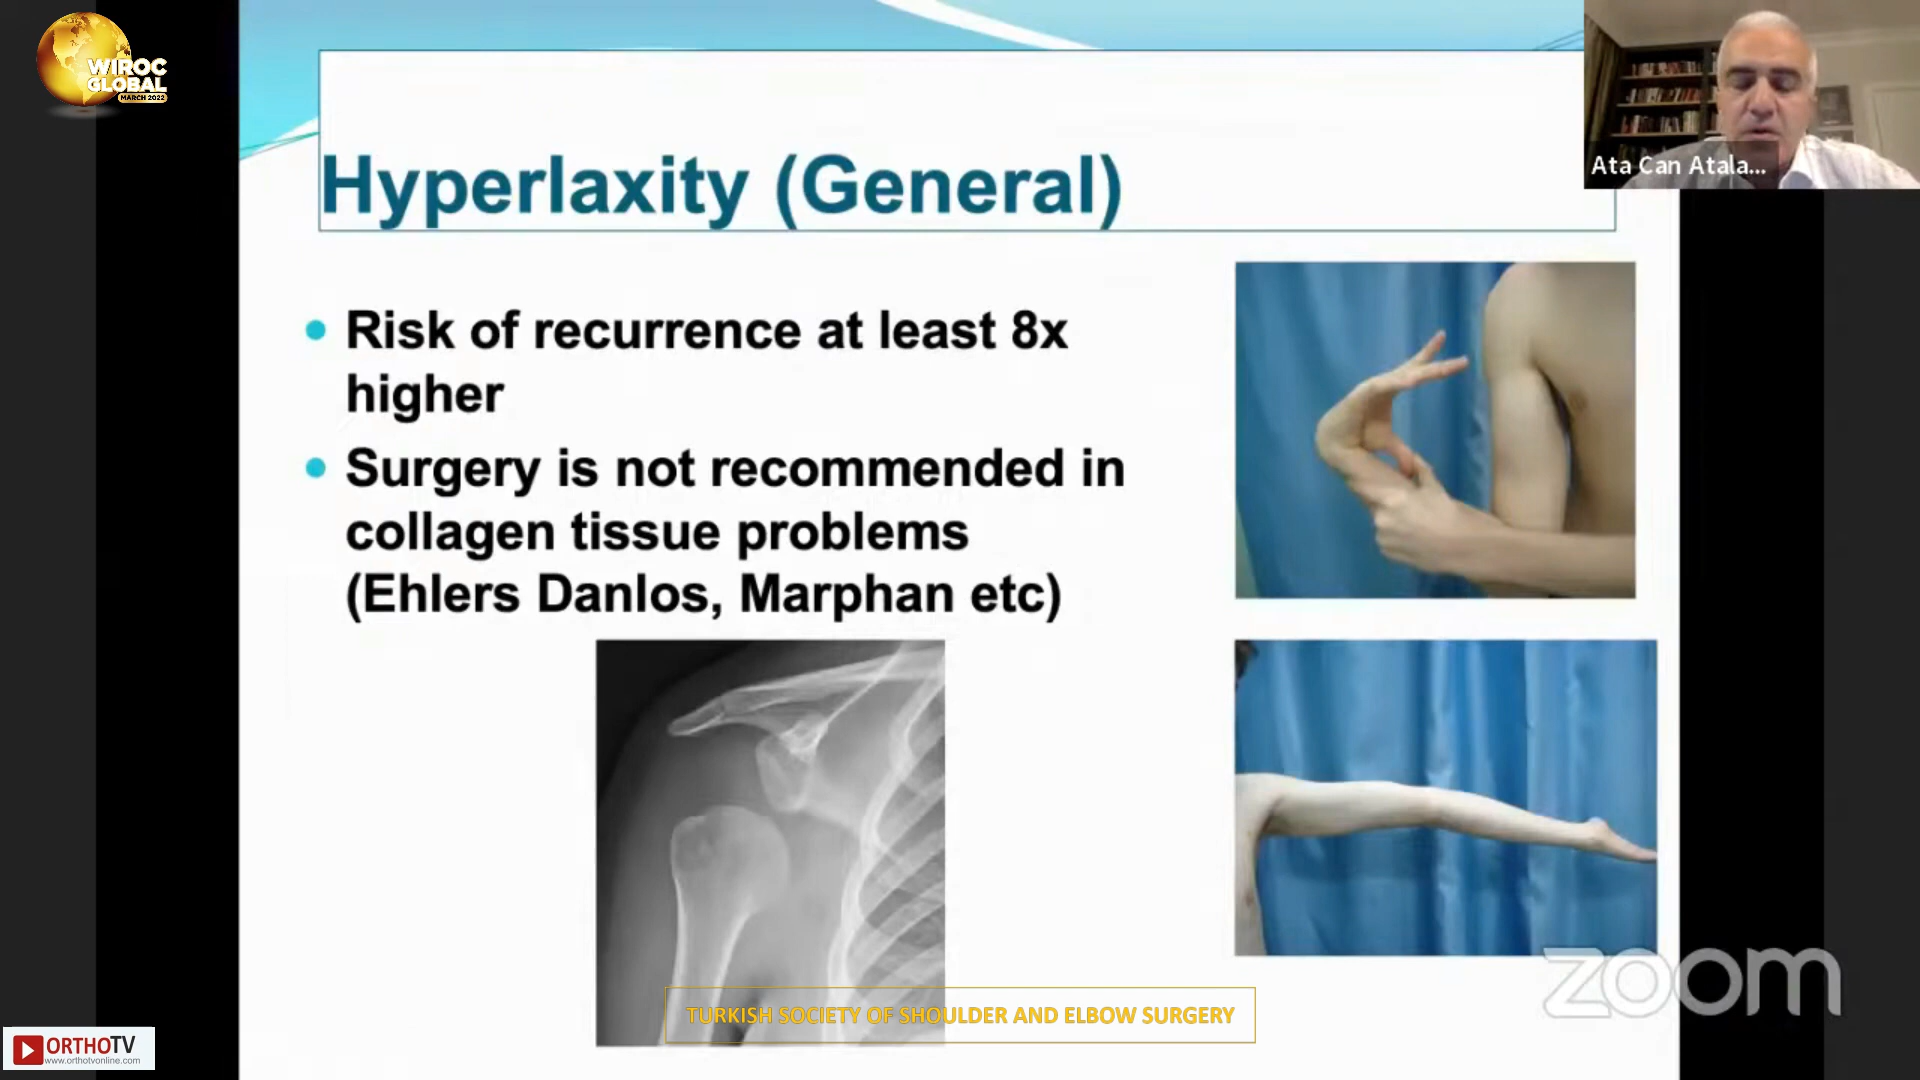 WIROC
GLOBAL
MARCH 2022
Ata Can Atala...
Hyperlaxity (General)
Risk of recurrence at least 8x
higher
Surgery is not recommended in
collagen tissue problems
(Ehlers Danlos, Marphan etc)
TURKISH SOCIETY OF SHOULDER AND ELBOW SURGERY
zoom
ORTHOTV
www.orthotvonline.com